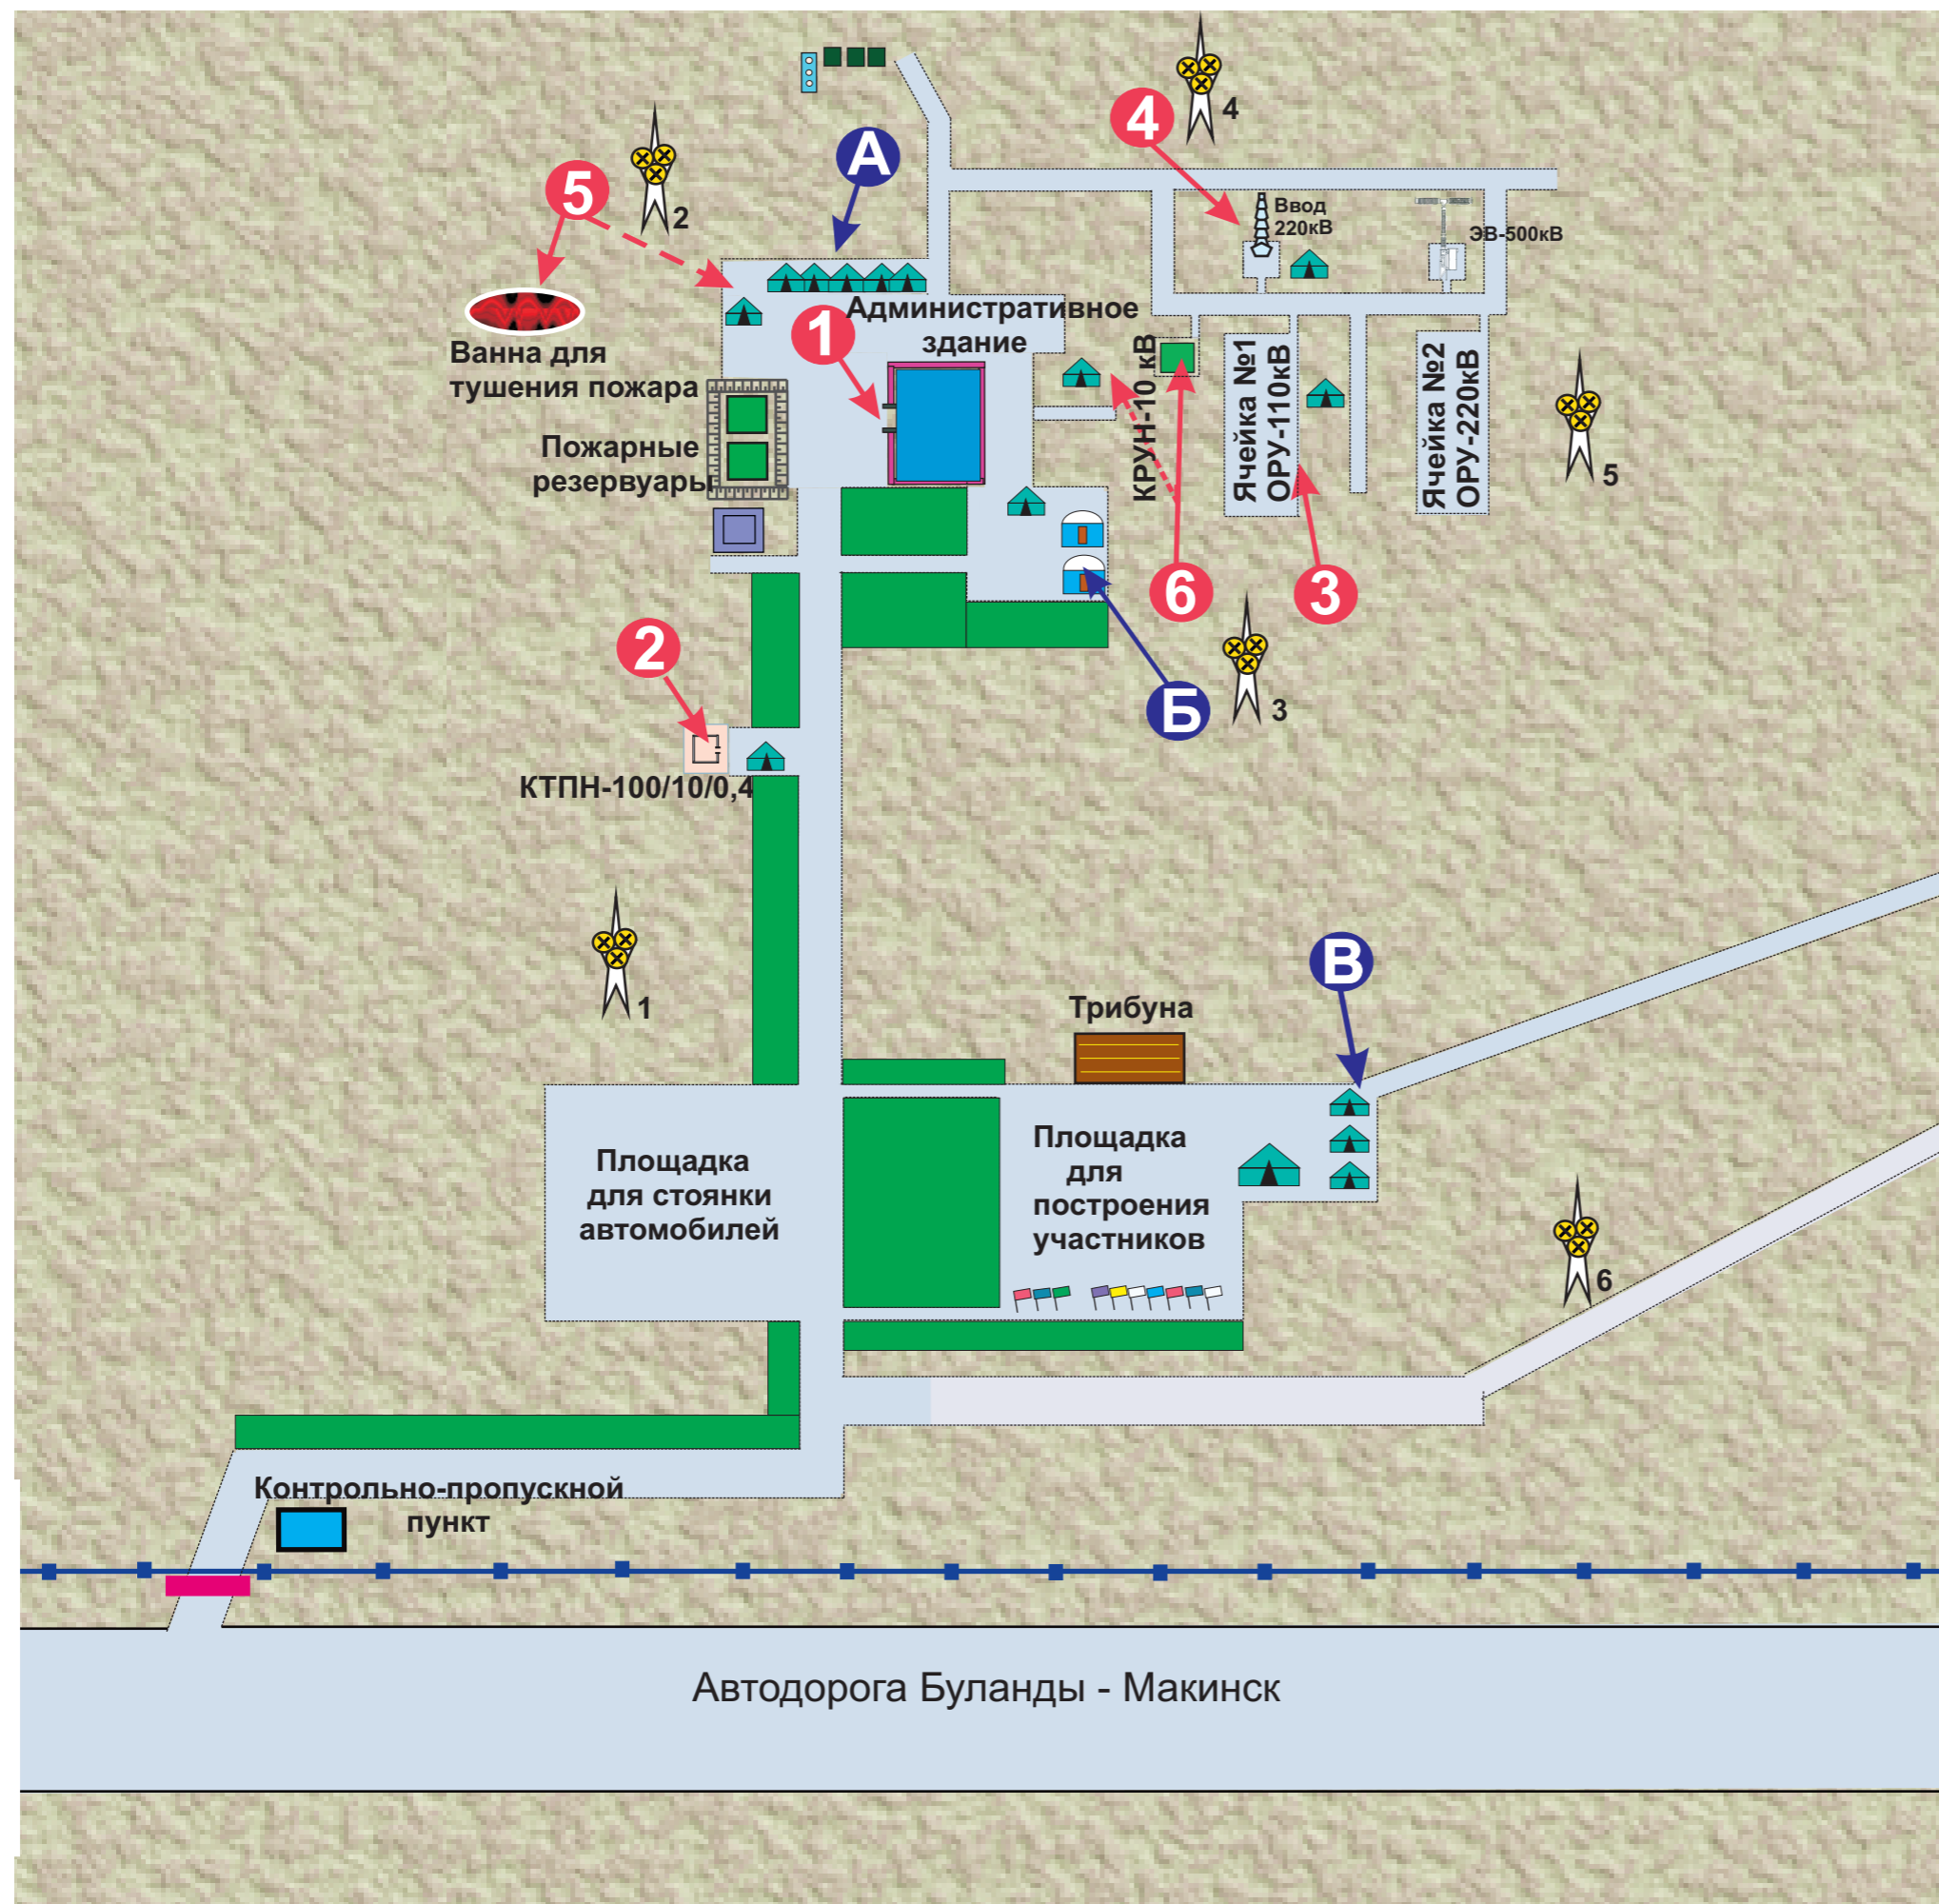 4
4
А
2
5
Ввод
220кВ
ЭВ-500кВ
Административное
здание
1
Ванна для
тушения пожара
КРУН-10 кВ
Ячейка №1
ОРУ-110кВ
Ячейка №2
ОРУ-220кВ
5
Пожарные
резервуары
6
3
2
Б
3
КТПН-100/10/0,4
1
В
Трибуна
Площадка
для стоянки
автомобилей
Площадка
для
построения
участников
6
Контрольно-пропускной
пункт
Автодорога Буланды - Макинск